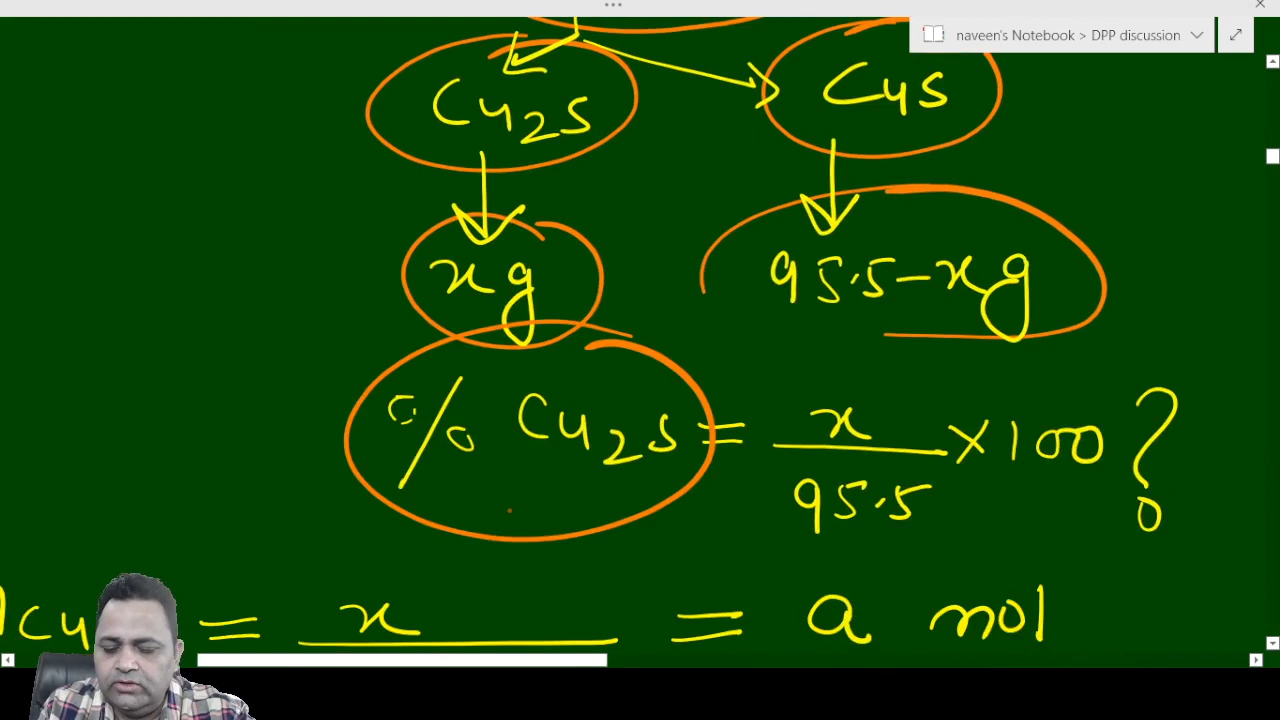 naveen's Notebook > DPP discussion
Cu2S CuS
xg 95.5-xg
% Cu2S = x/95.5 ×100 ?
= x = a mol